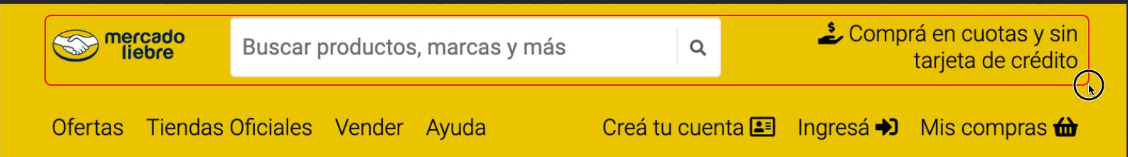 mercado
liebre
Buscar productos, marcas y más
Comprá en cuotas y sin
tarjeta de crédito
Ofertas Tiendas Oficiales Vender Ayuda Creá tu cuenta Ingresá Mis compras